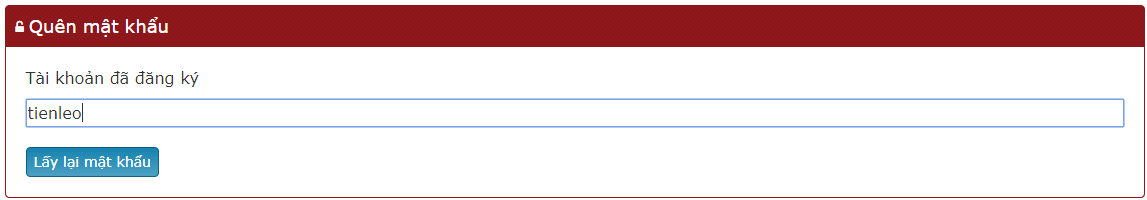 Quên mật khẩu
Tài khoản đã đăng ký
tienleo
Lấy lại mật khẩu